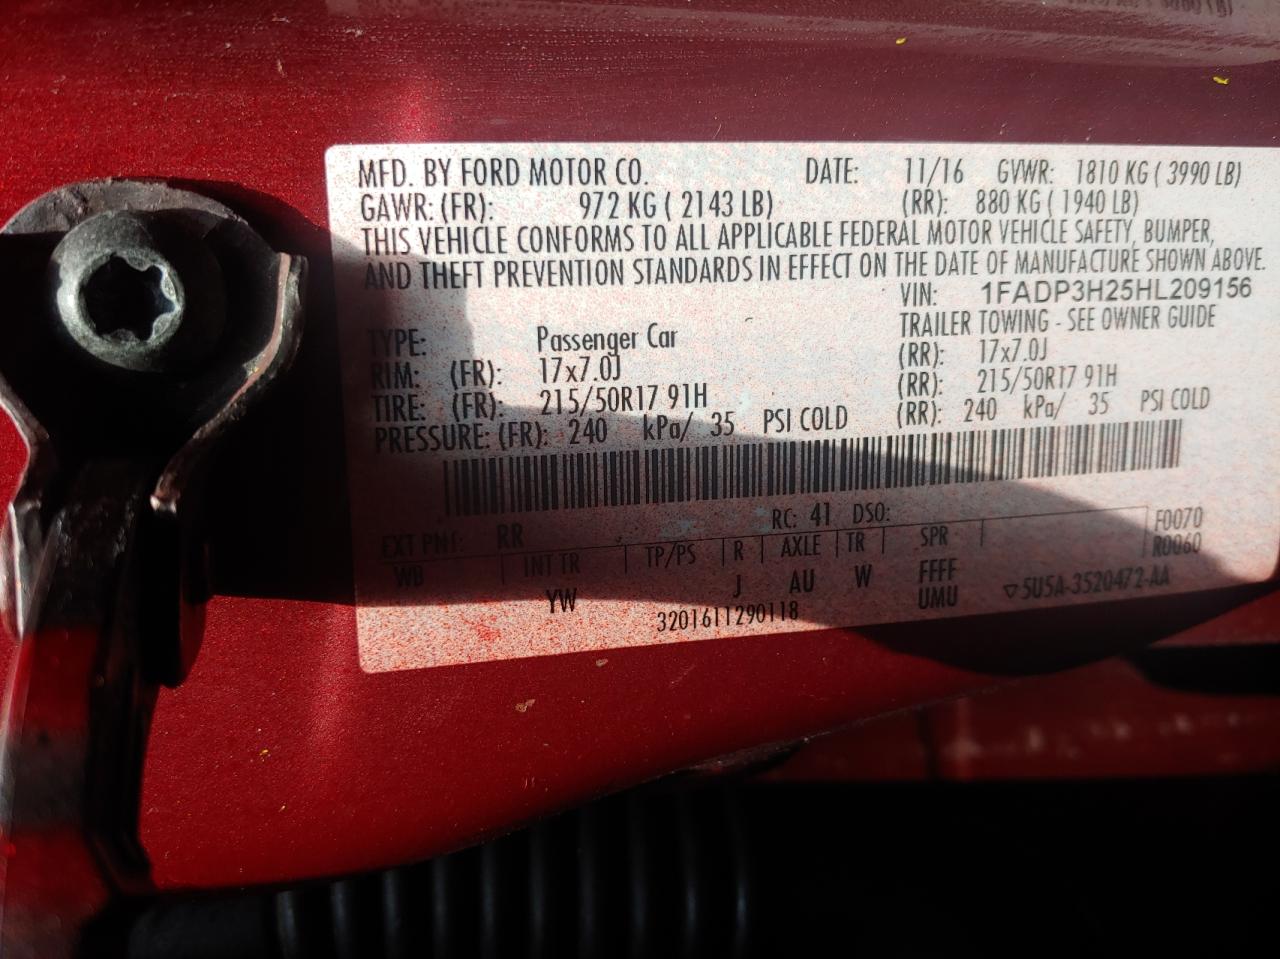 MFD. BY FORD MOTOR CO. DATE: 11/16 GVWR: 1810 KG ( 3990 LB)
GAWR: (FR): 972 KG ( 2143 LB) (RR): 880 KG ( 1940 LB)
THIS VEHICLE CONFORMS TO ALL APPLICABLE FEDERAL MOTOR VEHICLE SAFETY, BUMPER,
AND THEFT PREVENTION STANDARDS IN EFFECT ON THE DATE OF MANUFACTURE SHOWN ABOVE.
VIN: 1FADP3H25HL209156
TYPE: Passenger Car TRAILER TOWING - SEE OWNER GUIDE
RIM: (FR): 17x7.0J (RR): 17x7.0J
TIRE: (FR): 215/50R17 91H (RR): 215/50R17 91H
PRESSURE: (FR): 240 kPa/ 35 PSI COLD (RR): 240 kPa/ 35 PSI COLD
RC: 41 DSO:
EXT PNT: RR F0070
WB INT TR TP/PS R AXLE TR SPR R0060
YW J AU W FFFF
UMU ▽5U5A-3520472-AA
3201611290118